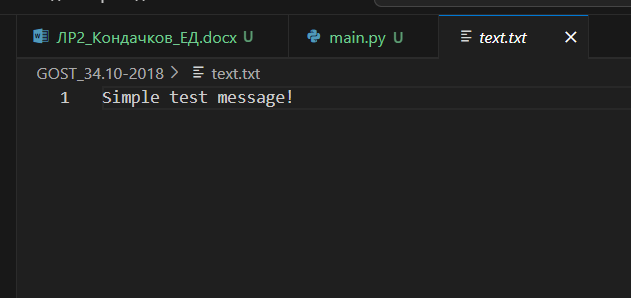 ЛР2_Кондачков_ЕД.docx U
main.py U
text.txt
GOST_34.10-2018 > text.txt
1 Simple test message!